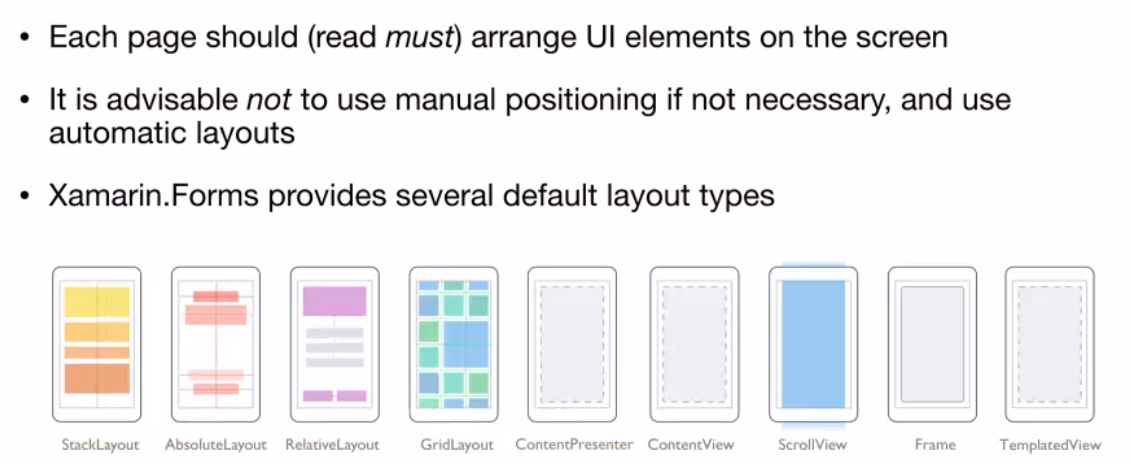 • Each page should (read must) arrange UI elements on the screen
• It is advisable not to use manual positioning if not necessary, and use
automatic layouts
• Xamarin.Forms provides several default layout types
StackLayout AbsoluteLayout RelativeLayout GridLayout ContentPresenter ContentView ScrollView Frame TemplatedView